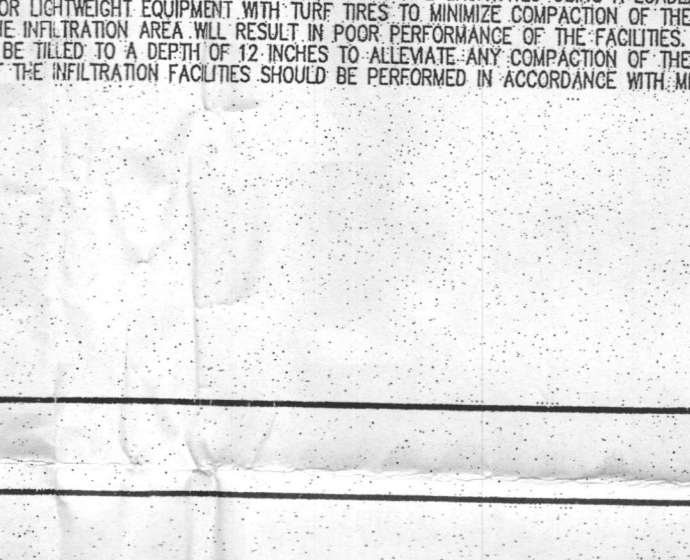 OR LIGHTWEIGHT EQUIPMENT WITH TURF TIRES TO MINIMIZE COMPACTION OF THE
E INFILTRATION AREA WILL RESULT IN POOR PERFORMANCE OF THE FACILITIES.
BE TILLED TO A DEPTH OF 12 INCHES TO ALLEVIATE ANY COMPACTION OF THE
THE INFILTRATION FACILITIES SHOULD BE PERFORMED IN ACCORDANCE WITH